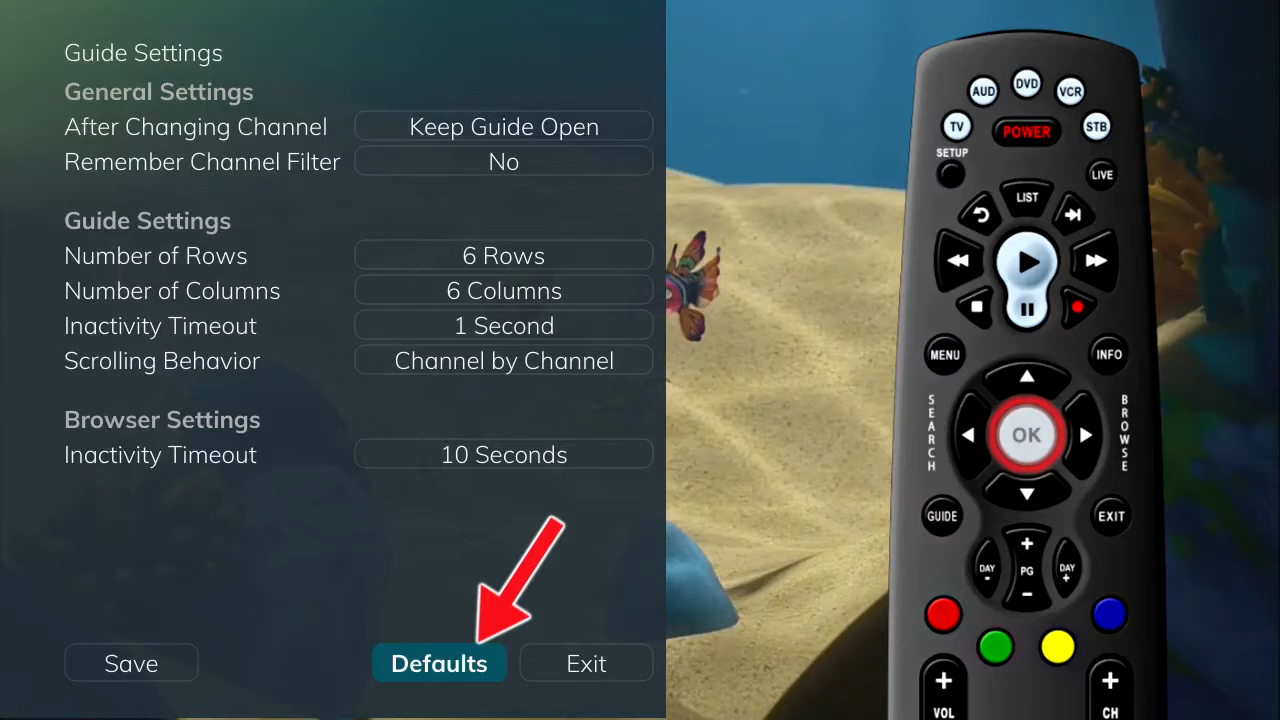 Guide Settings
General Settings
After Changing Channel Keep Guide Open
Remember Channel Filter No
Guide Settings
Number of Rows 6 Rows
Number of Columns 6 Columns
Inactivity Timeout 1 Second
Scrolling Behavior Channel by Channel
Browser Settings
Inactivity Timeout 10 Seconds
Save Defaults Exit
AUD DVD VCR
TV POWER STB
SETUP
LIVE
LIST
MENU INFO
SEARCH OK BROWSE
GUIDE EXIT
+
DAY - PG DAY +
-
+ +
VOL CH